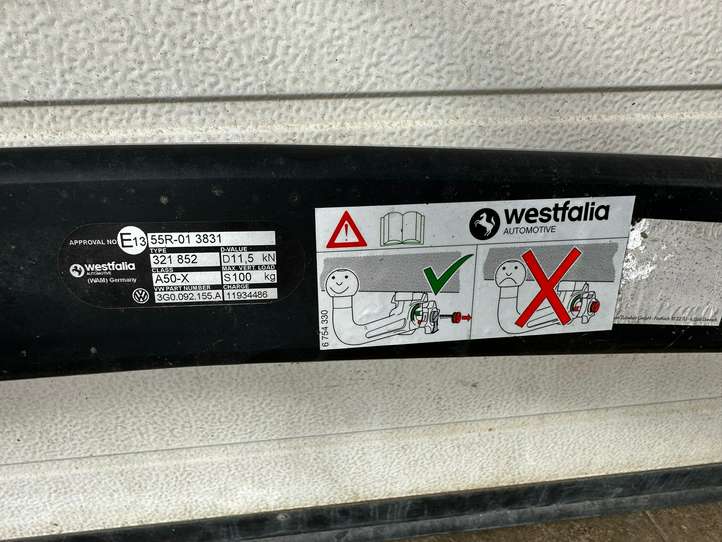 APPROVAL NO E13 55R-01 3831
TYPE D-VALUE
321 852 D11,5 kN
CLASS MAX. VERT. LOAD
A50-X S100 kg
VW PART NUMBER CHARGE
3G0.092.155.A 11934486
westfalia
AUTOMOTIVE
(WAM) Germany
westfalia
AUTOMOTIVE
6 754 330